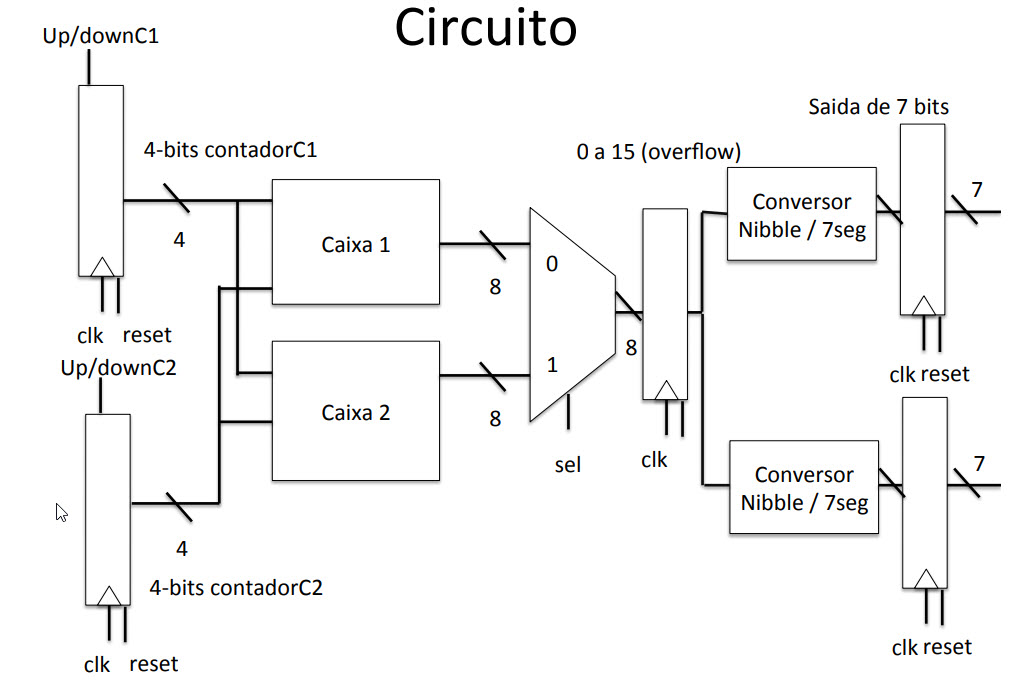 Circuito
Up/downC1
4-bits contadorC1
4
clk reset
Up/downC2
4
4-bits contadorC2
clk reset
Caixa 1
Caixa 2
8
8
0
1
sel
8
0 a 15 (overflow)
clk
Conversor
Nibble / 7seg
Saida de 7 bits
7
clk reset
Conversor
Nibble / 7seg
7
clk reset